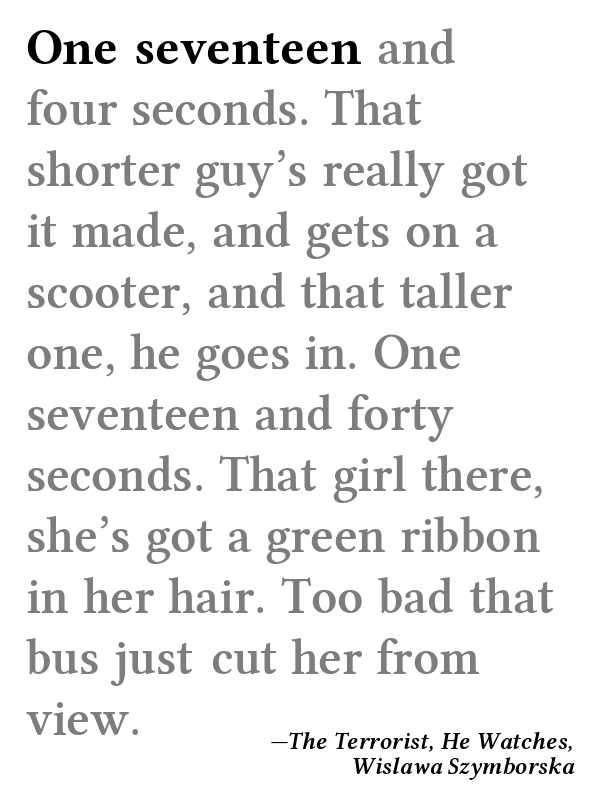 One seventeen and
four seconds. That
shorter guy’s really got
it made, and gets on a
scooter, and that taller
one, he goes in. One
seventeen and forty
seconds. That girl there,
she’s got a green ribbon
in her hair. Too bad that
bus just cut her from
view.
—The Terrorist, He Watches,
Wislawa Szymborska